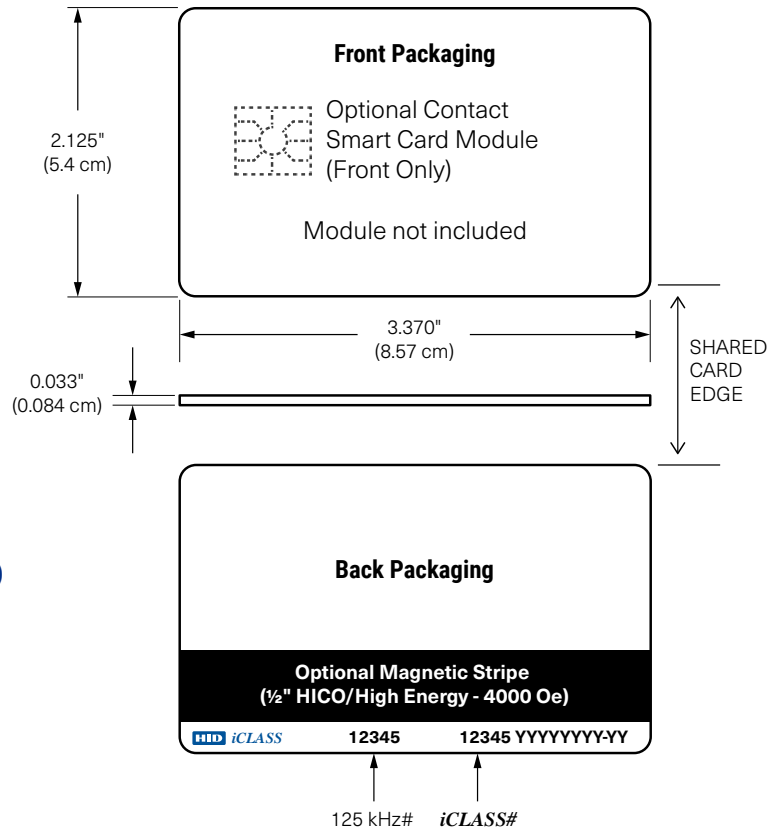 Front Packaging
Optional Contact
Smart Card Module
(Front Only)
Module not included
2.125"
(5.4 cm)
3.370"
(8.57 cm)
SHARED
CARD
EDGE
0.033"
(0.084 cm)
Back Packaging
Optional Magnetic Stripe
(½" HICO/High Energy - 4000 Oe)
HID iCLASS 12345 12345 YYYYYYYY-YY
125 kHz# iCLASS#